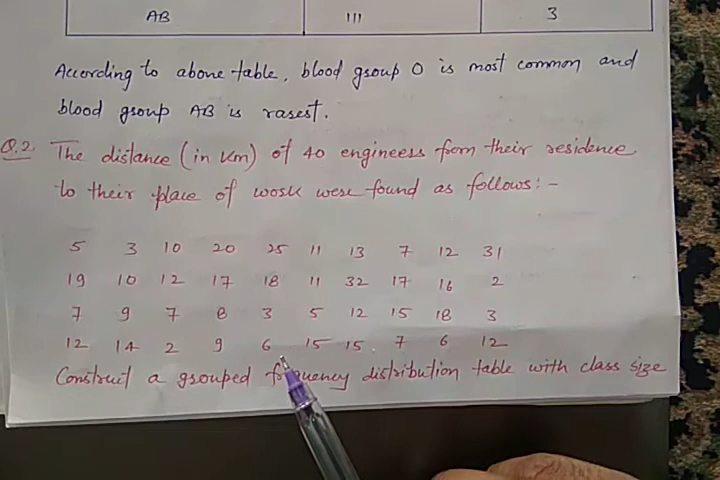 AB III 3
According to above table, blood group O is most common and
blood group AB is rarest.
Q.2. The distance (in km) of 40 engineers form their residence
to their place of work were found as follows:-
5 3 10 20 25 11 13 7 12 31
19 10 12 17 18 11 32 17 16 2
7 9 7 8 3 5 12 15 18 3
12 14 2 9 6 15 15 7 6 12
Construct a grouped frequency distribution table with class size